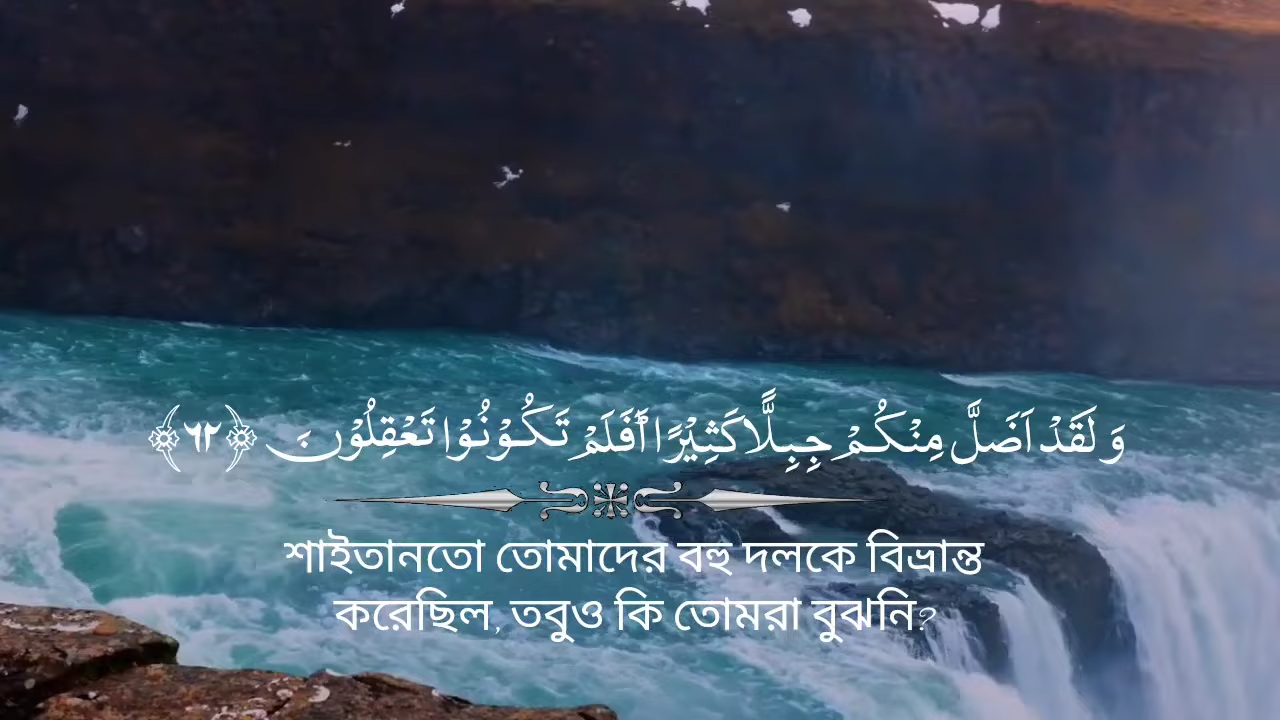 وَ لَقَدْ اَضَلَّ مِنْكُمْ جِبِلًّا كَثِيْرًا ؕ اَفَلَمْ تَكُوْنُوْا تَعْقِلُوْنَ ﴿٦٢﴾
শাইতানতো তোমাদের বহু দলকে বিভ্রান্ত
করেছিল, তবুও কি তোমরা বুঝনি?